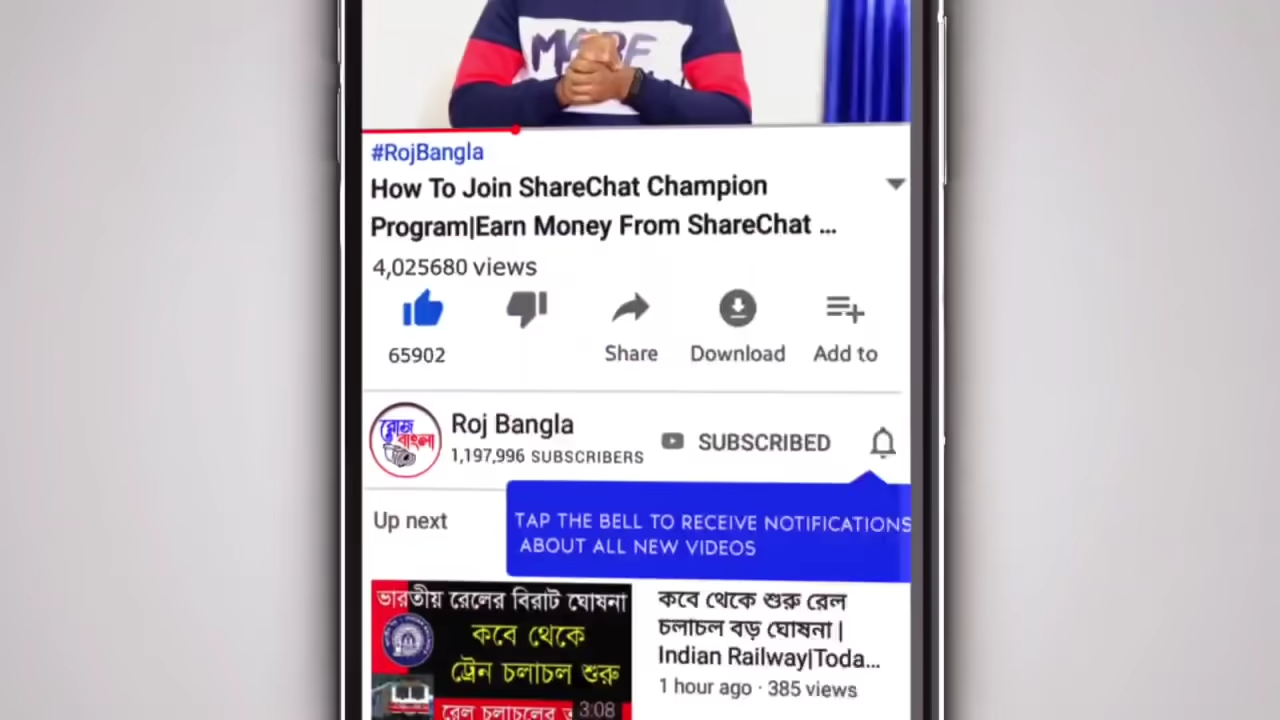 #RojBangla
How To Join ShareChat Champion
Program|Earn Money From ShareChat ...
4,025680 views
65902
Share
Download
Add to
রোজ
বাংলা
Roj Bangla
1,197,996 SUBSCRIBERS
SUBSCRIBED
TAP THE BELL TO RECEIVE NOTIFICATIONS
ABOUT ALL NEW VIDEOS
Up next
ভারতীয় রেলের বিরাট ঘোষনা
কবে থেকে
ট্রেন চলাচল শুরু
রেল চলাচলের
3:08
কবে থেকে শুরু রেল
চলাচল বড় ঘোষনা |
Indian Railway|Toda...
1 hour ago · 385 views